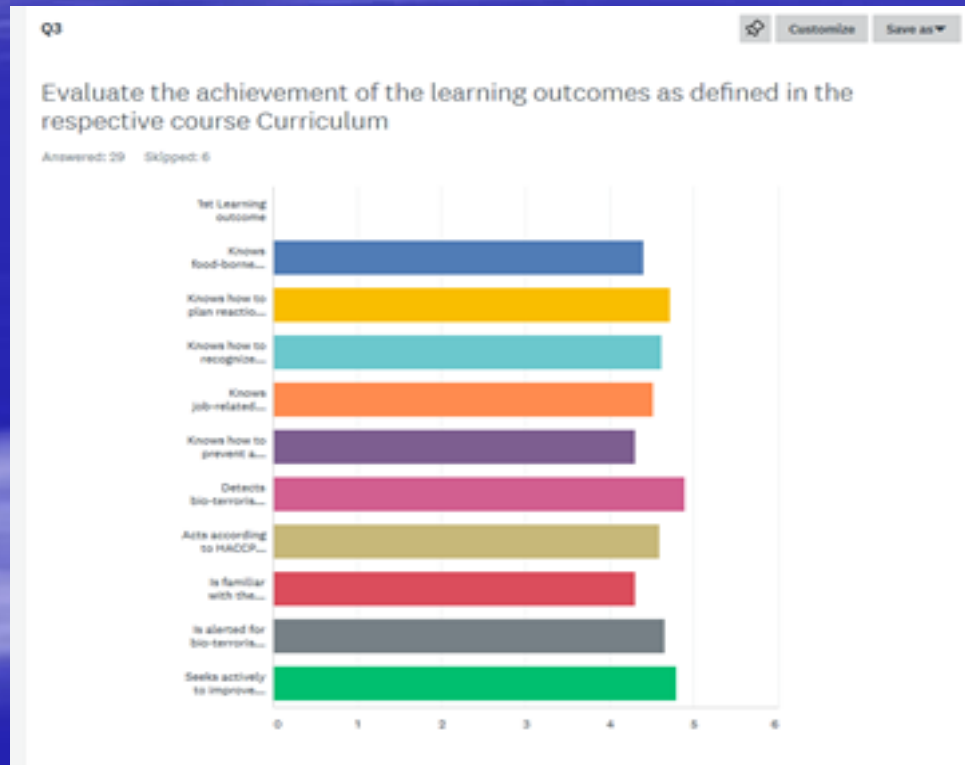 Q3
Customize
Save as
Evaluate the achievement of the learning outcomes as defined in the
respective course Curriculum
Answered: 29 Skipped: 6
1st Learning
outcome
Knows
food-borne...
Knows how to
plan reactio...
Knows how to
recognize...
Knows
job-related...
Knows how to
prevent a...
Detects
bio-terroris...
Acts according
to HACCP...
Is familiar
with the...
Is alerted for
bio-terroris...
Seeks actively
to improve...
0 1 2 3 4 5 6